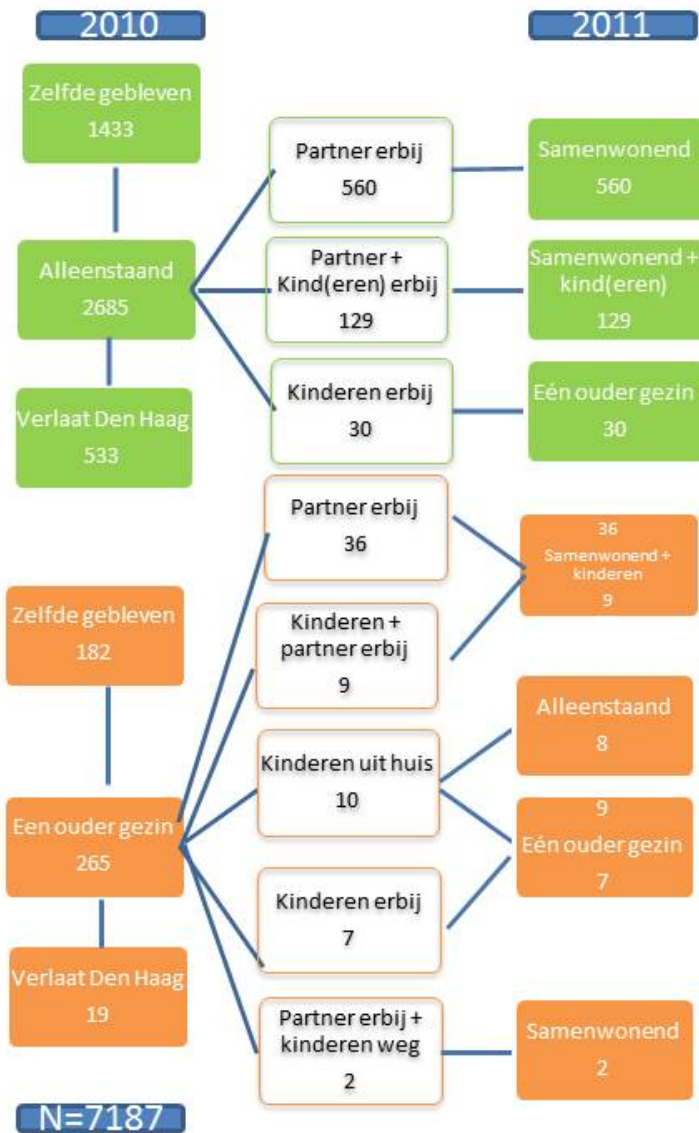 2010
2011
Zelfde gebleven
1433
Alleenstaand
2685
Verlaat Den Haag
533
Partner erbij
560
Partner +
Kind(eren) erbij
129
Kinderen erbij
30
Samenwonend
560
Samenwonend +
kind(eren)
129
Eén ouder gezin
30
Zelfde gebleven
182
Een ouder gezin
265
Verlaat Den Haag
19
Partner erbij
36
Kinderen +
partner erbij
9
Kinderen uit huis
10
Kinderen erbij
7
Partner erbij +
kinderen weg
2
36
Samenwonend +
kinderen
9
Alleenstaand
8
9
Eén ouder gezin
7
Samenwonend
2
N=7187